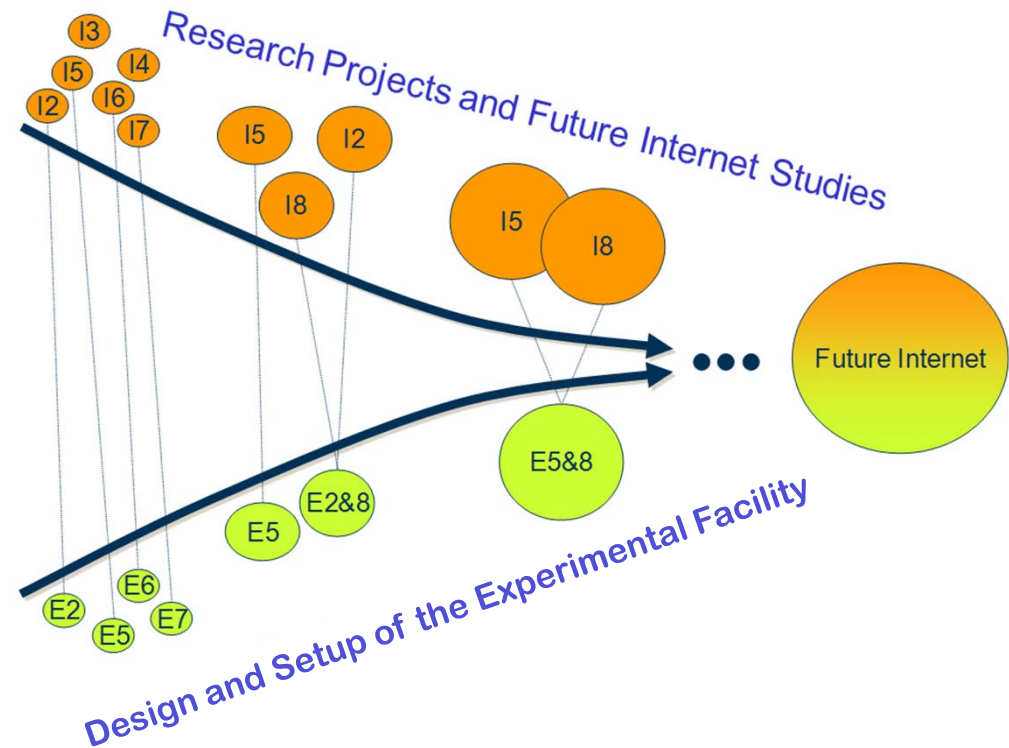 Research Projects and Future Internet Studies
I3
I5
I4
I2
I6
I7
I5
I2
I8
I5
I8
Future Internet
E5&8
E2&8
E5
E6
E2
E7
E5
Design and Setup of the Experimental Facility